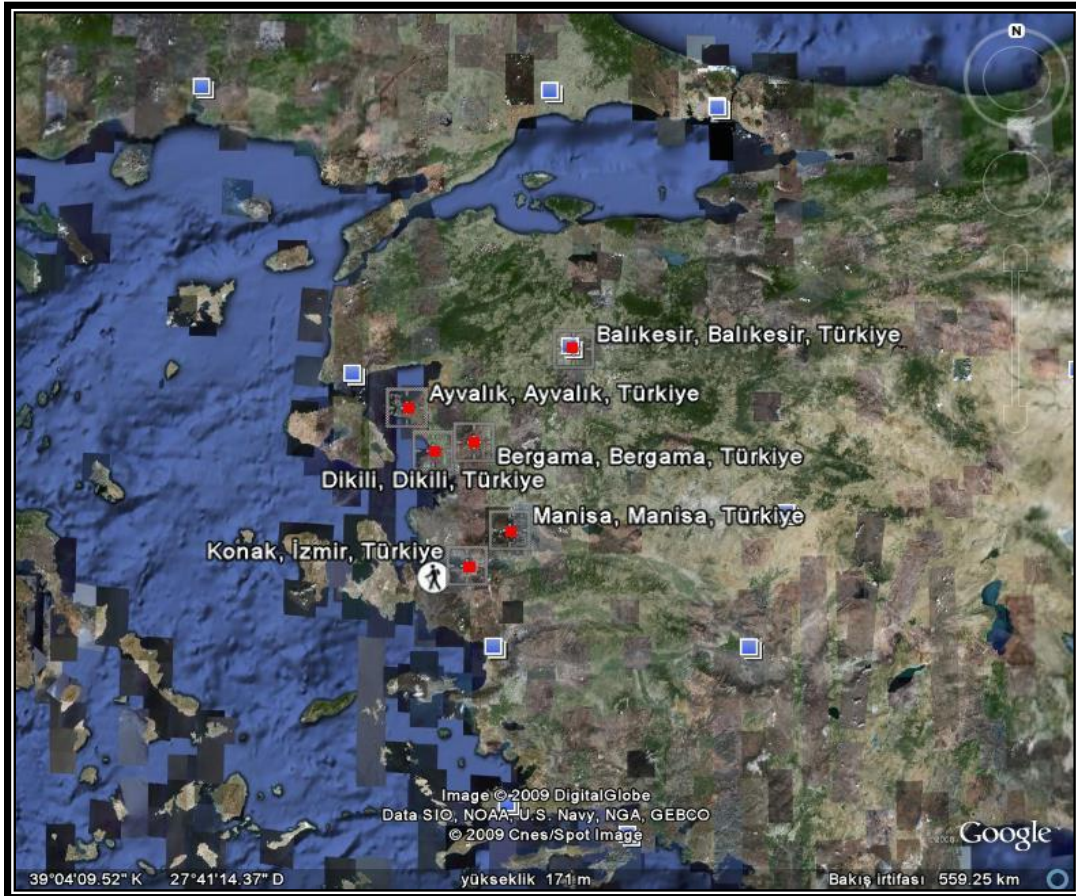 N
Balıkesir, Balıkesir, Türkiye
Ayvalık, Ayvalık, Türkiye
Bergama, Bergama, Türkiye
Dikili, Dikili, Türkiye
Manisa, Manisa, Türkiye
Konak, İzmir, Türkiye
Image © 2009 DigitalGlobe
Data SIO, NOAA, U.S. Navy, NGA, GEBCO
© 2009 Cnes/Spot Image
Google
39°04'09.52" K 27°41'14.37" D yükseklik 171 m Bakış irtifası 559.25 km